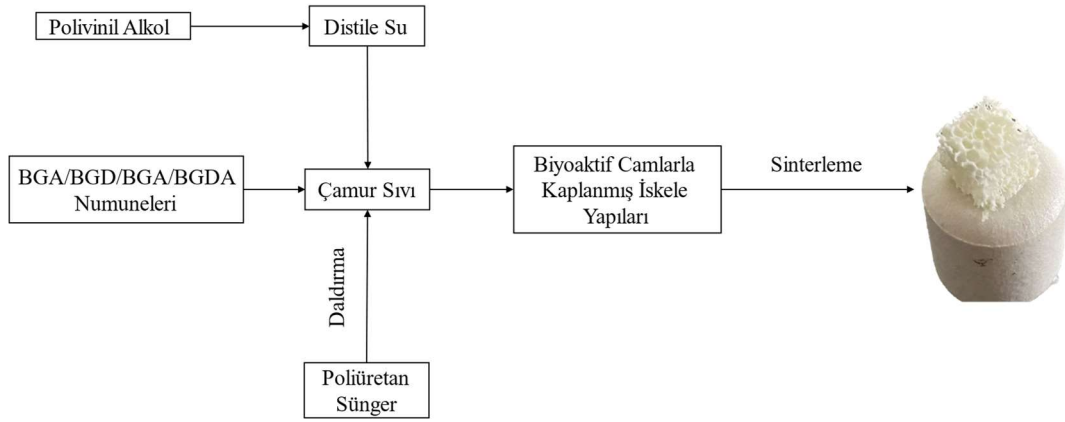 Polivinil Alkol
Distile Su
BGA/BGD/BGA/BGDA
Numuneleri
Çamur Sıvı
Biyoaktif Camlarla
Kaplanmış İskele
Yapıları
Sinterleme
Daldırma
Poliüretan
Sünger